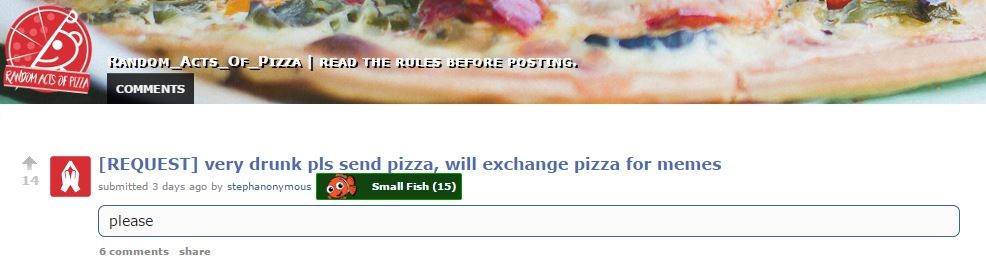 RANDOM ACTS OF PIZZA
RANDOM_ACTS_OF_PIZZA | READ THE RULES BEFORE POSTING.
COMMENTS
[REQUEST] very drunk pls send pizza, will exchange pizza for memes
14
submitted 3 days ago by stephanonymous Small Fish (15)
please
6 comments share